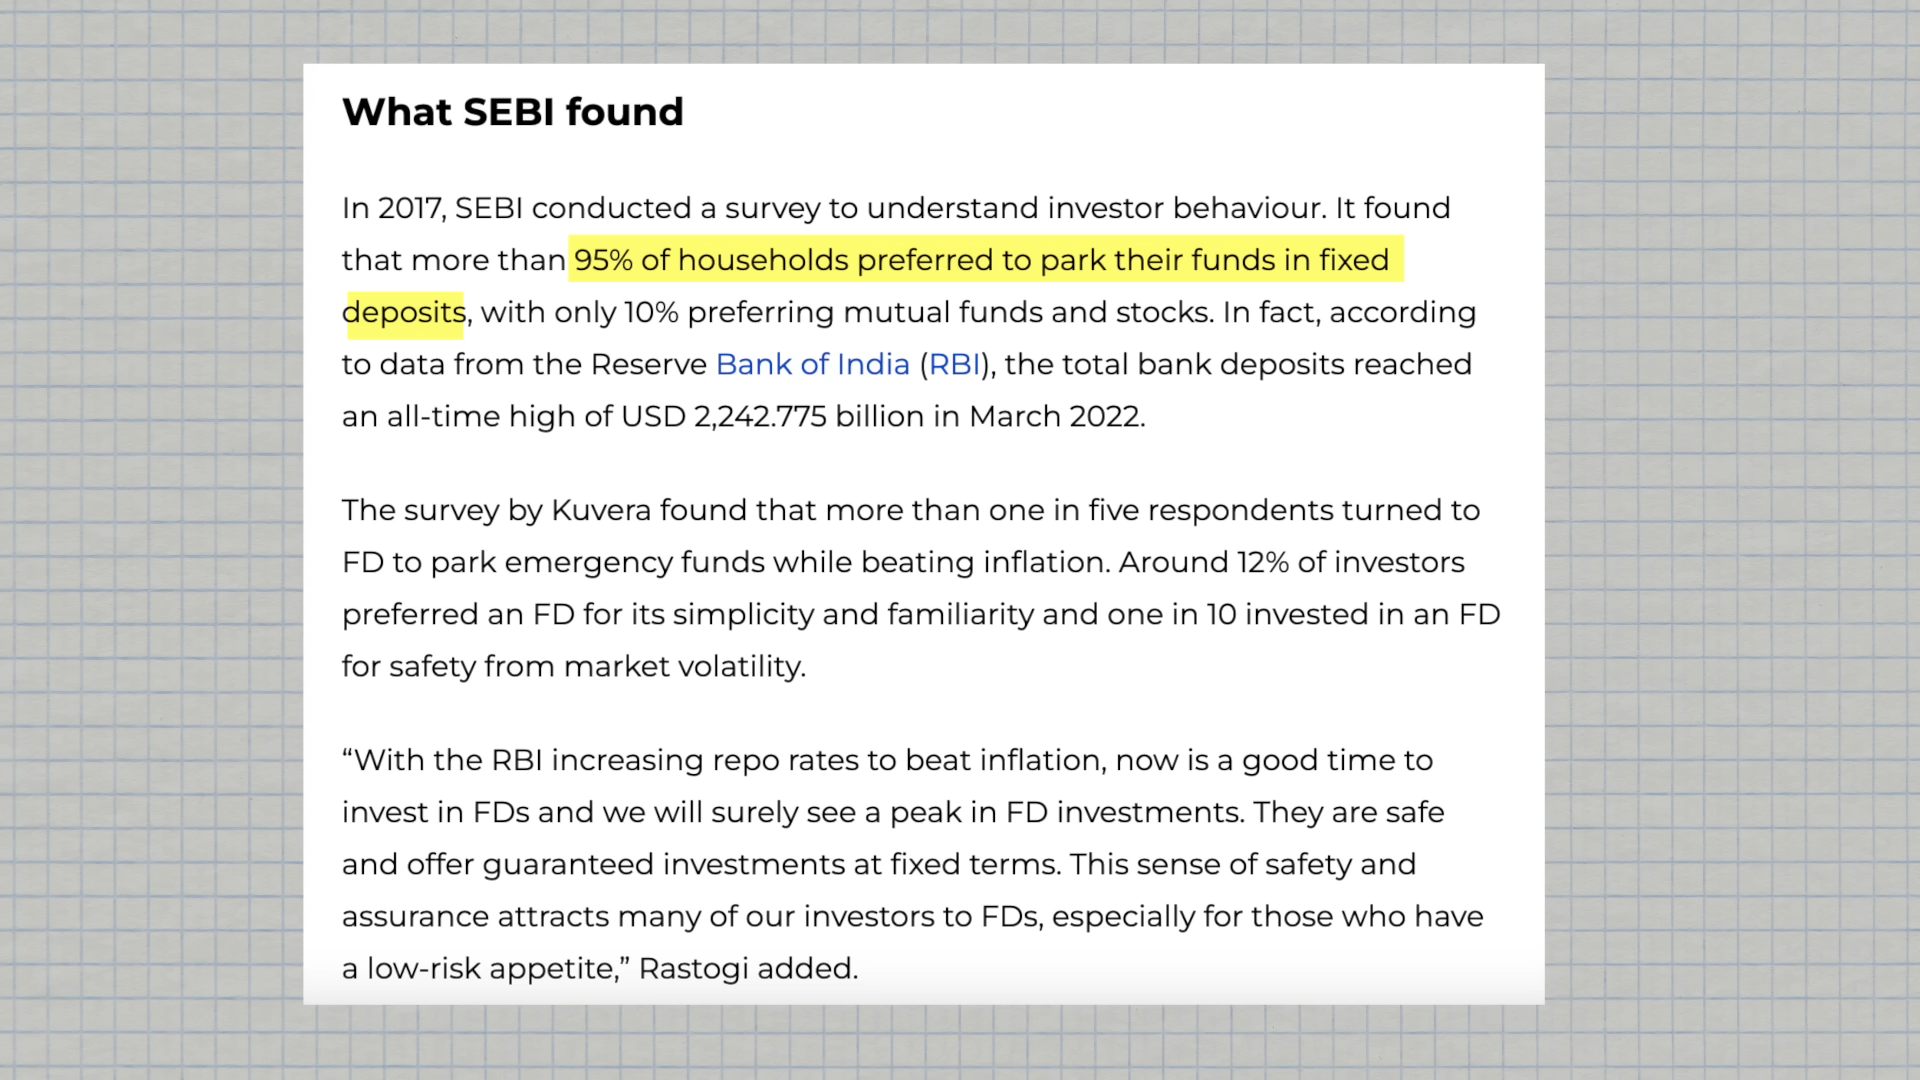 What SEBI found
In 2017, SEBI conducted a survey to understand investor behaviour. It found
that more than 95% of households preferred to park their funds in fixed
deposits, with only 10% preferring mutual funds and stocks. In fact, according
to data from the Reserve Bank of India (RBI), the total bank deposits reached
an all-time high of USD 2,242.775 billion in March 2022.
The survey by Kuvera found that more than one in five respondents turned to
FD to park emergency funds while beating inflation. Around 12% of investors
preferred an FD for its simplicity and familiarity and one in 10 invested in an FD
for safety from market volatility.
“With the RBI increasing repo rates to beat inflation, now is a good time to
invest in FDs and we will surely see a peak in FD investments. They are safe
and offer guaranteed investments at fixed terms. This sense of safety and
assurance attracts many of our investors to FDs, especially for those who have
a low-risk appetite,” Rastogi added.